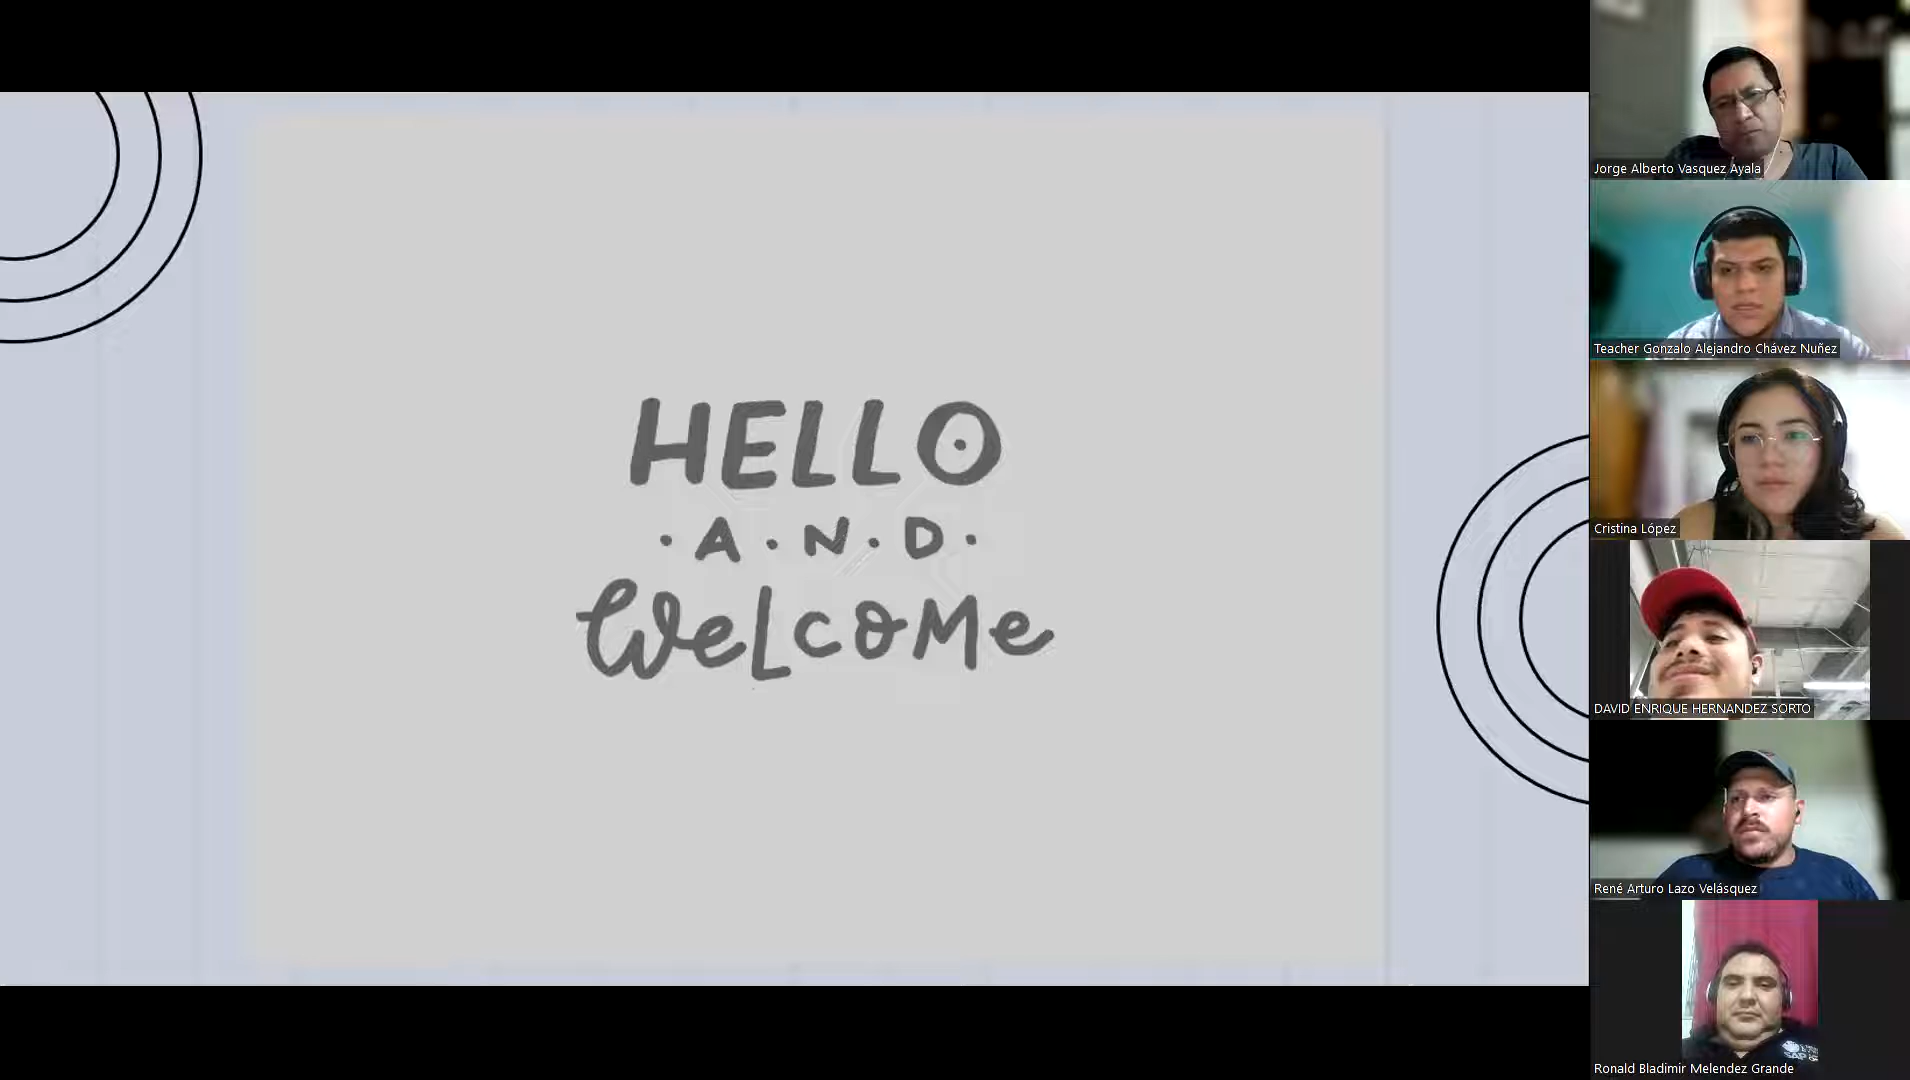 HELLO
·A·N·D·
WeLcoMe
Jorge Alberto Vasquez Ayala
Teacher Gonzalo Alejandro Chávez Nuñez
Cristina López
DAVID ENRIQUE HERNANDEZ SORTO
René Arturo Lazo Velásquez
Ronald Bladimir Melendez Grande